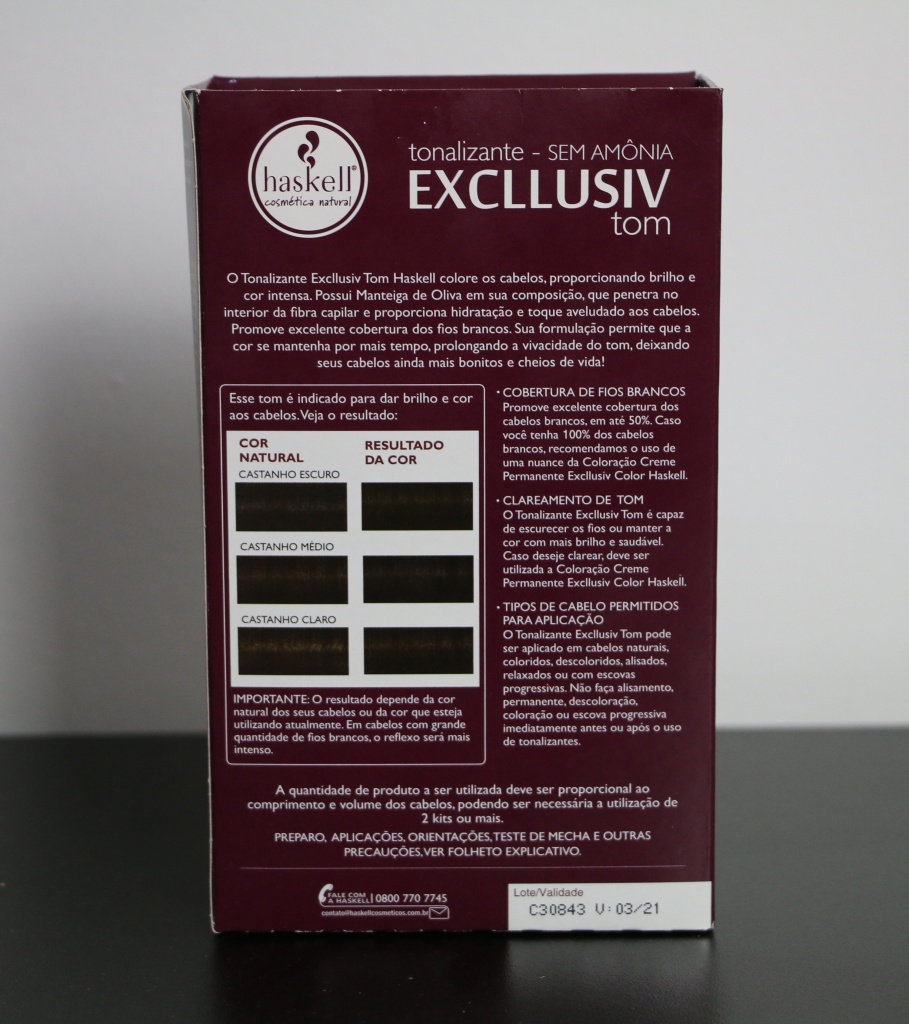 haskell®
cosmética natural
tonalizante - SEM AMÔNIA
EXCLLUSIV
tom
O Tonalizante Excllusiv Tom Haskell colore os cabelos, proporcionando brilho e
cor intensa. Possui Manteiga de Oliva em sua composição, que penetra no
interior da fibra capilar e proporciona hidratação e toque aveludado aos cabelos.
Promove excelente cobertura dos fios brancos. Sua formulação permite que a
cor se mantenha por mais tempo, prolongando a vivacidade do tom, deixando
seus cabelos ainda mais bonitos e cheios de vida!
Esse tom é indicado para dar brilho e cor
aos cabelos. Veja o resultado:
COR
NATURAL
RESULTADO
DA COR
CASTANHO ESCURO
CASTANHO MÉDIO
CASTANHO CLARO
IMPORTANTE: O resultado depende da cor
natural dos seus cabelos ou da cor que esteja
utilizando atualmente. Em cabelos com grande
quantidade de fios brancos, o reflexo será mais
intenso.
• COBERTURA DE FIOS BRANCOS
Promove excelente cobertura dos
cabelos brancos, em até 50%. Caso
você tenha 100% dos cabelos
brancos, recomendamos o uso de
uma nuance da Coloração Creme
Permanente Exclusiv Color Haskell.
• CLAREAMENTO DE TOM
O Tonalizante Excllusiv Tom é capaz
de escurecer os fios ou manter a
cor com mais brilho e saudável.
Caso deseje clarear, deve ser
utilizada a Coloração Creme
Permanente Excllusiv Color Haskell.
• TIPOS DE CABELO PERMITIDOS
PARA APLICAÇÃO
O Tonalizante Excllusiv Tom pode
ser aplicado em cabelos naturais,
coloridos, descoloridos, alisados,
relaxados ou com escovas
progressivas. Não faça alisamento,
permanente, descoloração,
coloração ou escova progressiva
imediatamente antes ou após o uso
de tonalizantes.
A quantidade de produto a ser utilizada deve ser proporcional ao
comprimento e volume dos cabelos, podendo ser necessária a utilização de
2 kits ou mais.
PREPARO, APLICAÇÕES, ORIENTAÇÕES, TESTE DE MECHA E OUTRAS
PRECAUÇÕES, VER FOLHETO EXPLICATIVO.
FALE COM
A HASKELL | 0800 770 7745
contato@haskellcosmeticos.com.br
Lote/Validade
C30843 V: 03/21